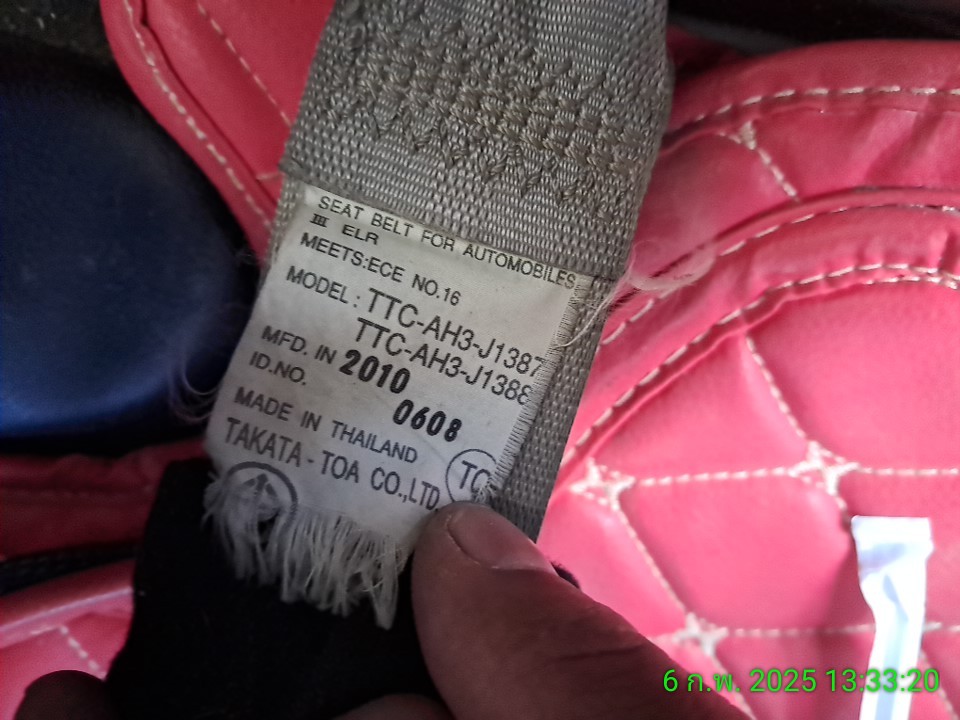 SEAT BELT FOR AUTOMOBILES
III ELR
MEETS:ECE NO.16
MODEL: TTC-AH3-J1387
TTC-AH3-J1388
MFD. IN 2010
ID.NO. 0608
MADE IN THAILAND
TAKATA-TOA CO.,LTD.
6 ก.พ. 2025 13:33:20